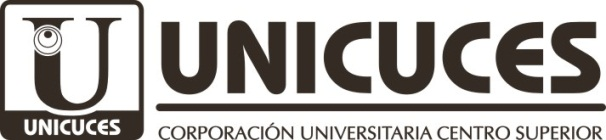 U
UNICUCES
UNICUCES
CORPORACIÓN UNIVERSITARIA CENTRO SUPERIOR